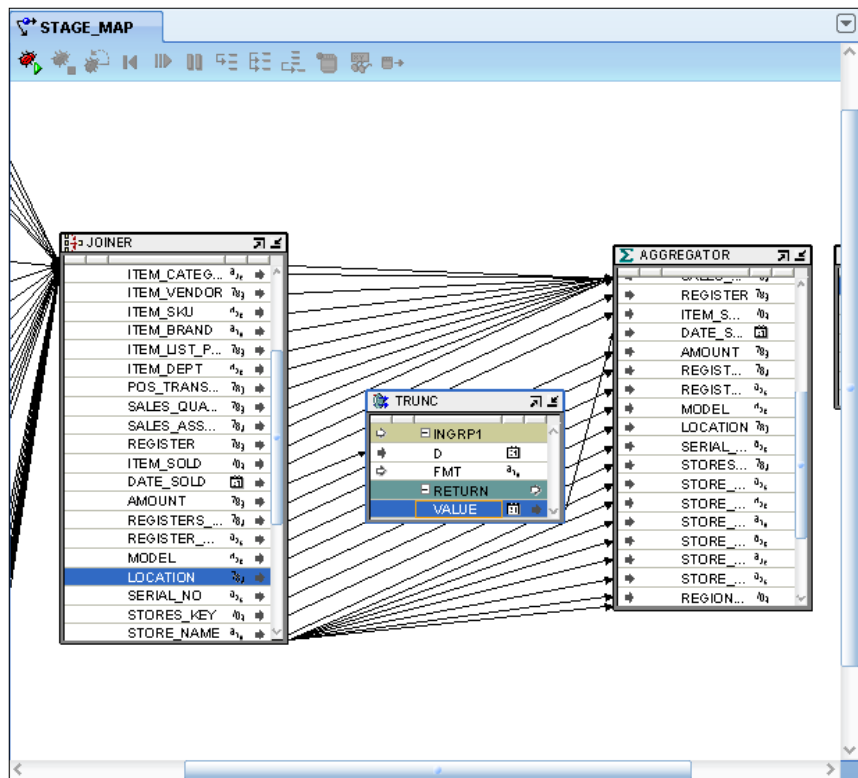 STAGE_MAP
JOINER
ITEM_CATEG...
ITEM_VENDOR
ITEM_SKU
ITEM_BRAND
ITEM_LIST_P...
ITEM_DEPT
POS_TRANS...
SALES_QUA...
SALES_ASS...
REGISTER
ITEM_SOLD
DATE_SOLD
AMOUNT
REGISTERS_...
REGISTER_...
MODEL
LOCATION
SERIAL_NO
STORES_KEY
STORE_NAME
TRUNC
INGRP1
D
FMT
RETURN
VALUE
AGGREGATOR
REGISTER
ITEM_S...
DATE_S...
AMOUNT
REGIST...
REGIST...
MODEL
LOCATION
SERIAL_...
STORES...
STORE_...
STORE_...
STORE_...
STORE_...
STORE_...
STORE_...
REGION...